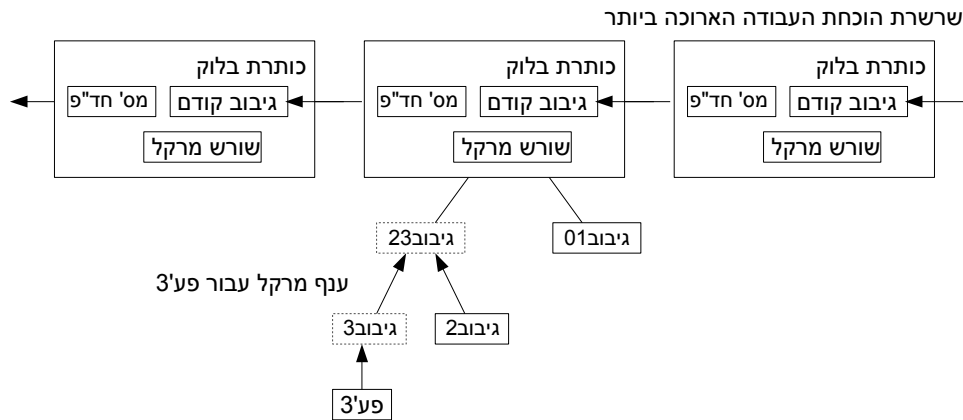 שרשרת הוכחת העבודה הארוכה ביותר
כותרת בלוק
גיבוב קודם
מס' חד"פ
שורש מרקל
כותרת בלוק
גיבוב קודם
מס' חד"פ
שורש מרקל
כותרת בלוק
גיבוב קודם
מס' חד"פ
שורש מרקל
גיבוב01
גיבוב23
ענף מרקל עבור פע'3
גיבוב2
גיבוב3
פע'3